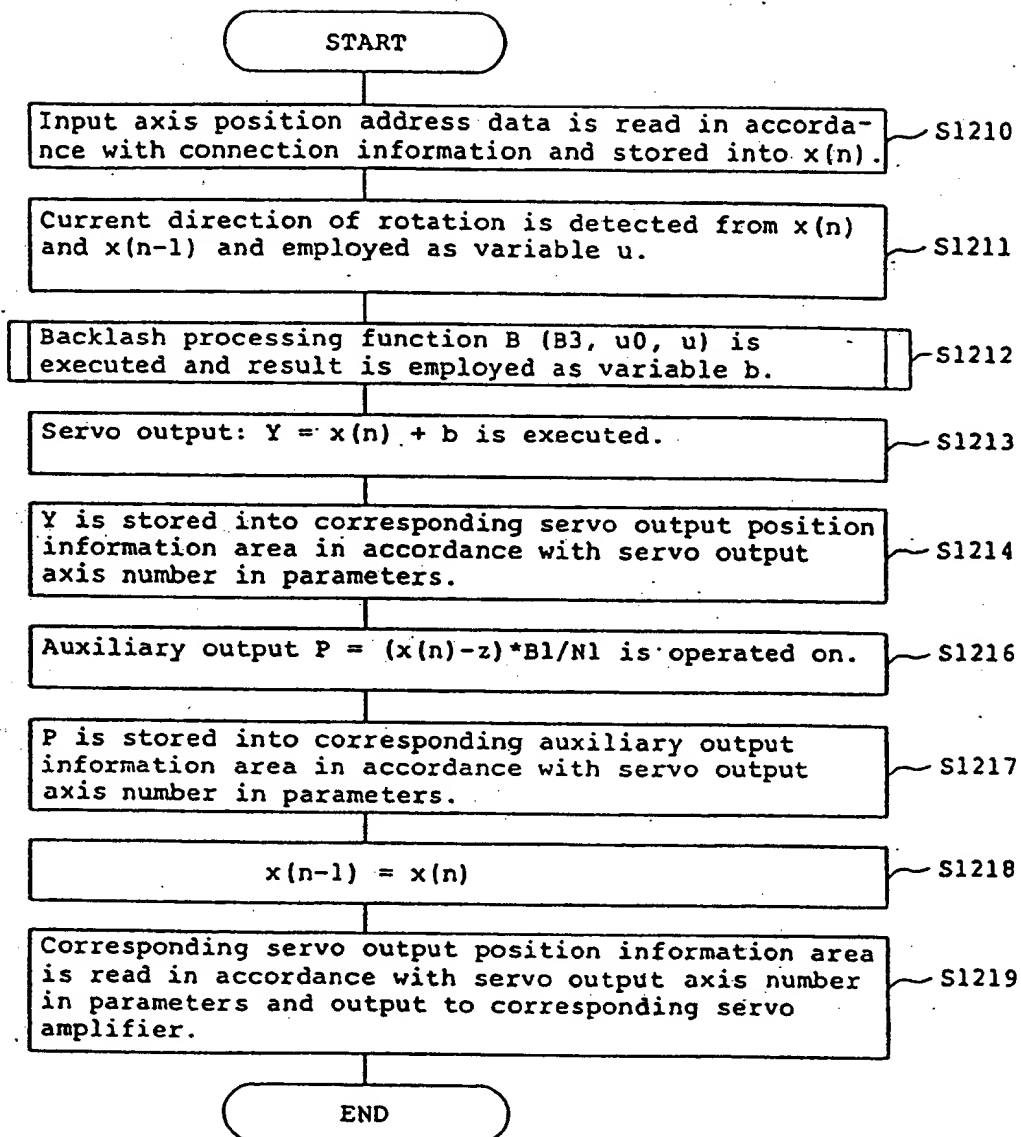 START
Input axis position address data is read in accorda-
nce with connection information and stored into x(n).
S1210
Current direction of rotation is detected from x(n)
and x(n-1) and employed as variable u.
S1211
Backlash processing function B (B3, u0, u) is
executed and result is employed as variable b.
S1212
Servo output: Y = x(n) + b is executed.
S1213
Y is stored into corresponding servo output position
information area in accordance with servo output
axis number in parameters.
S1214
Auxiliary output P = (x(n)-z)*B1/N1 is operated on.
S1216
P is stored into corresponding auxiliary output
information area in accordance with servo output
axis number in parameters.
S1217
x(n-1) = x(n)
S1218
Corresponding servo output position information area
is read in accordance with servo output axis number
in parameters and output to corresponding servo
amplifier.
S1219
END